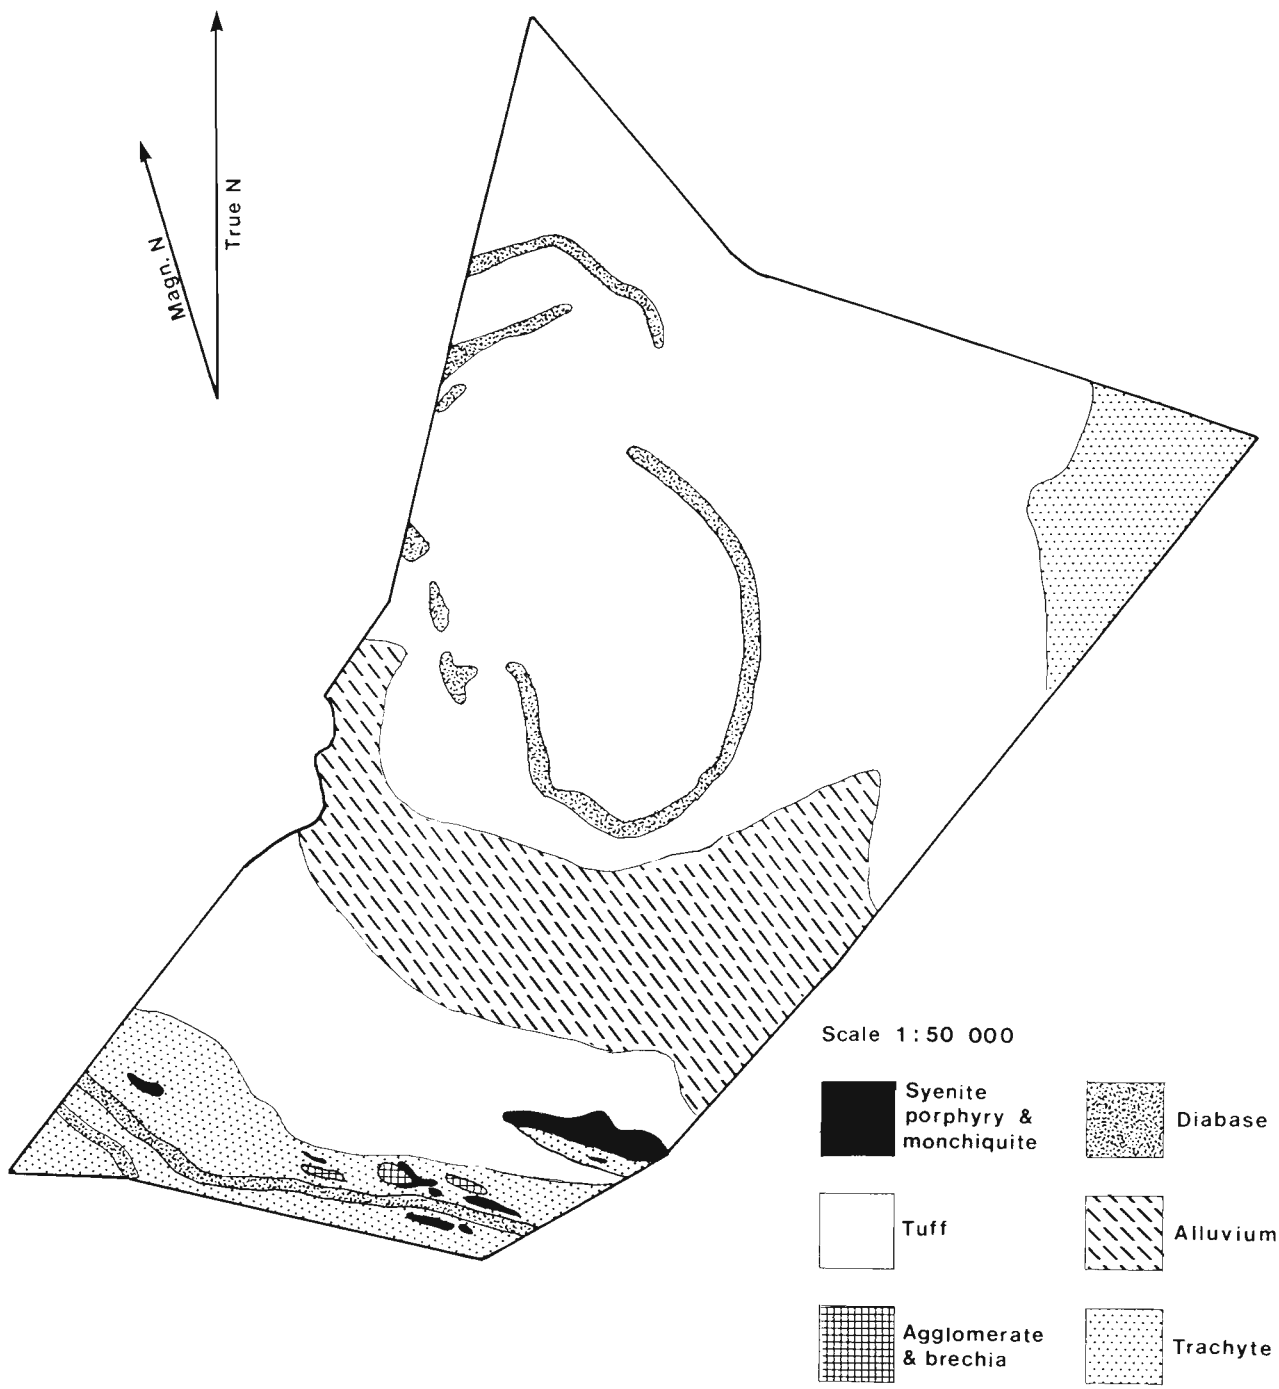 True N
Magn. N
Scale 1:50 000
Syenite
porphyry &
monchiquite
Diabase
Tuff
Alluvium
Agglomerate
& brechia
Trachyte